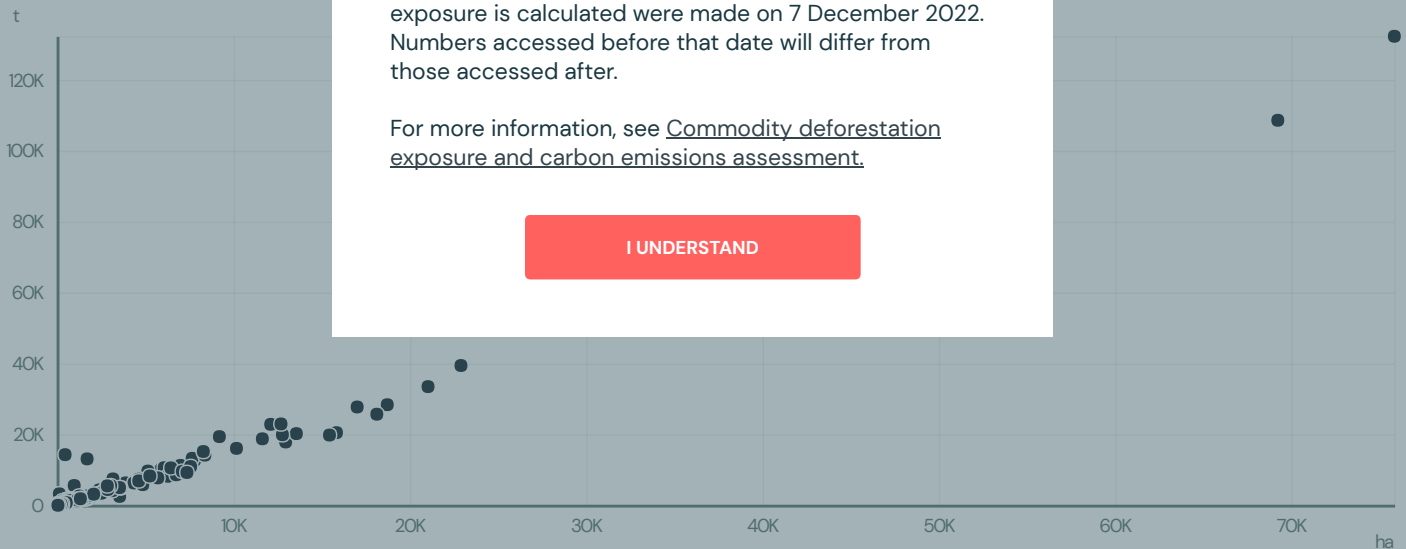 t
exposure is calculated were made on 7 December 2022.
Numbers accessed before that date will differ from
those accessed after.
For more information, see Commodity deforestation
exposure and carbon emissions assessment.
I UNDERSTAND
120K
100K
80K
60K
40K
20K
0
10K
20K
30K
40K
50K
60K
70K
ha